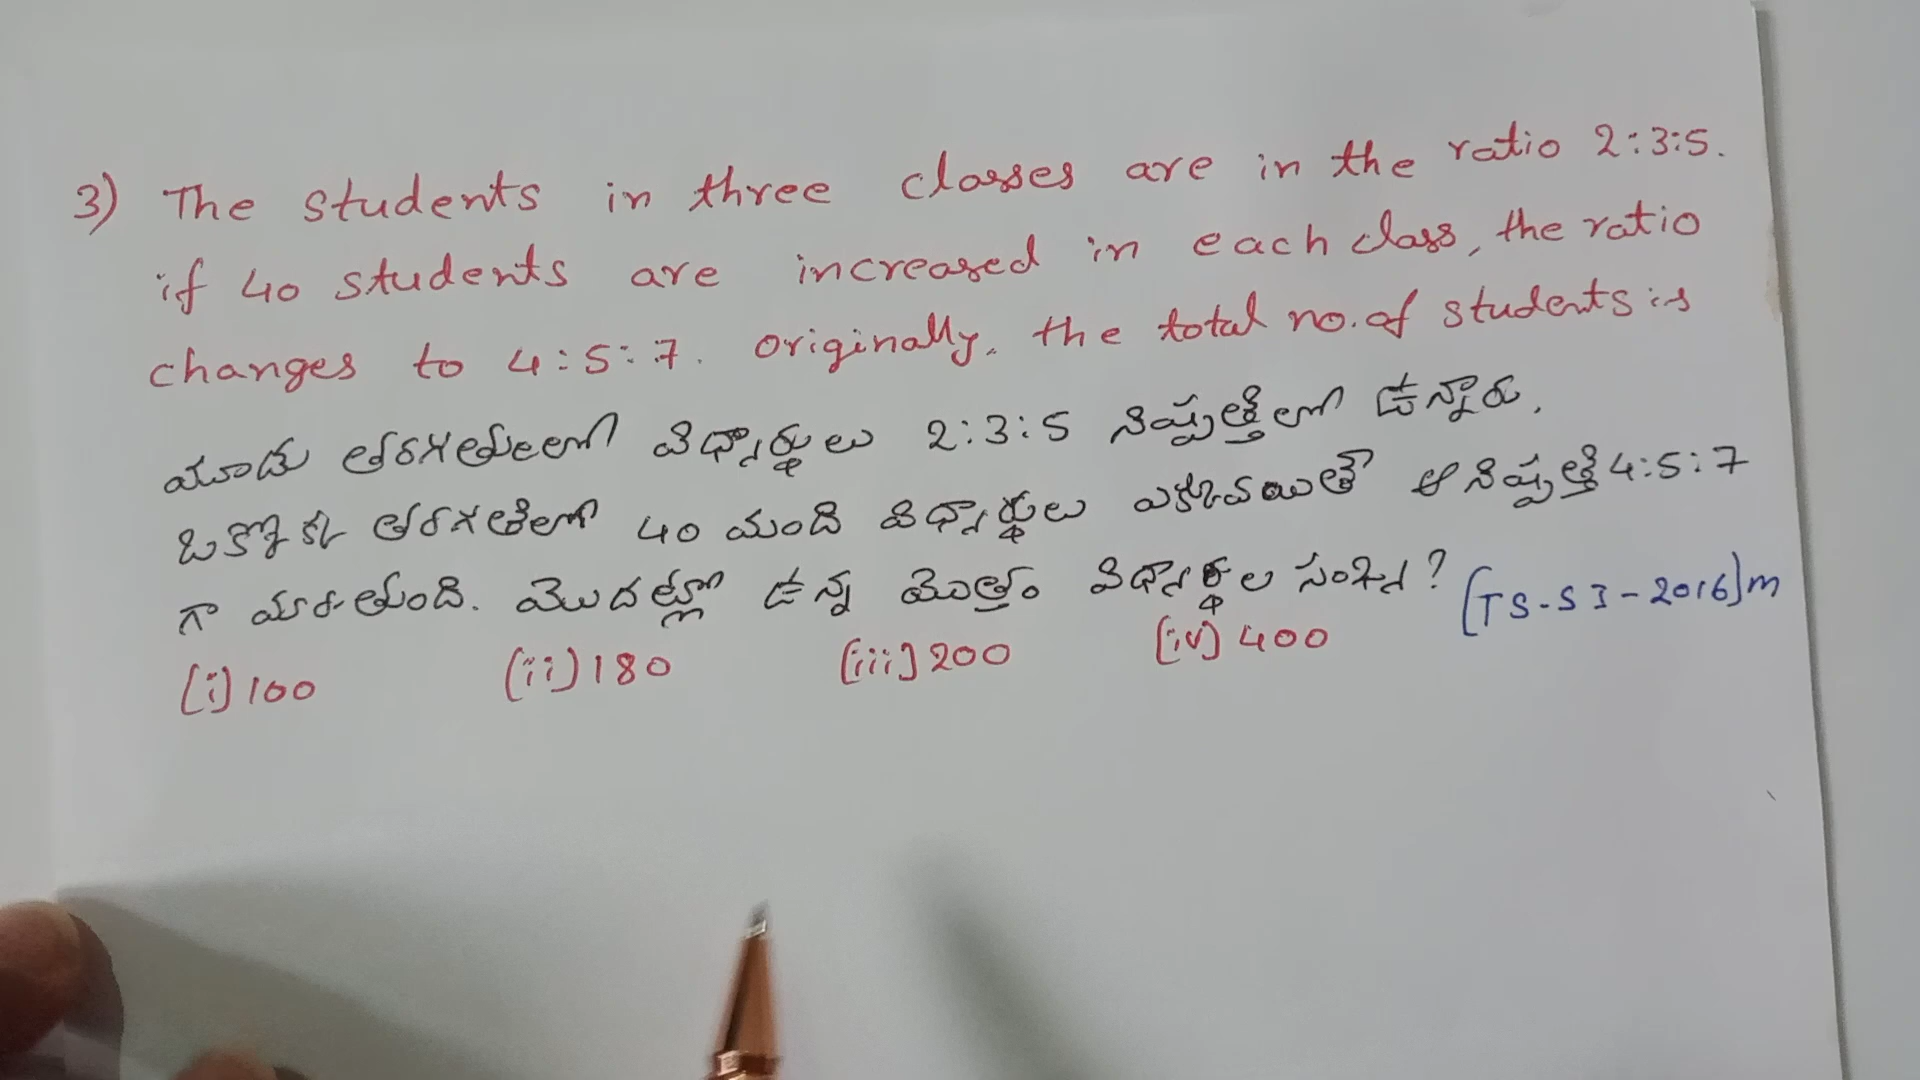 3) The students in three classes are in the ratio 2:3:5.
if 40 students are increased in each class, the ratio
changes to 4:5:7. Originally, the total no. of students is
మూడు తరగతులలో విధ్యార్థులు 2:3:5 నిష్పత్తిలో ఉన్నారు.
ఒక్కొక్క తరగతిలో 40 మంది విధ్యార్థులు ఎక్కువయితే ఆ నిష్పత్తి 4:5:7
గా మారుతుంది. మొదట్లో ఉన్న మొత్తం విధ్యార్థుల సంఖ్య? [TS-SI-2016]m
(i) 100 (ii) 180 (iii) 200 (iv) 400